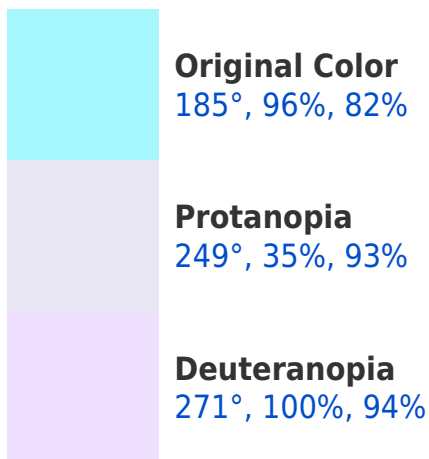 Original Color
185°, 96%, 82%
Protanopia
249°, 35%, 93%
Deuteranopia
271°, 100%, 94%